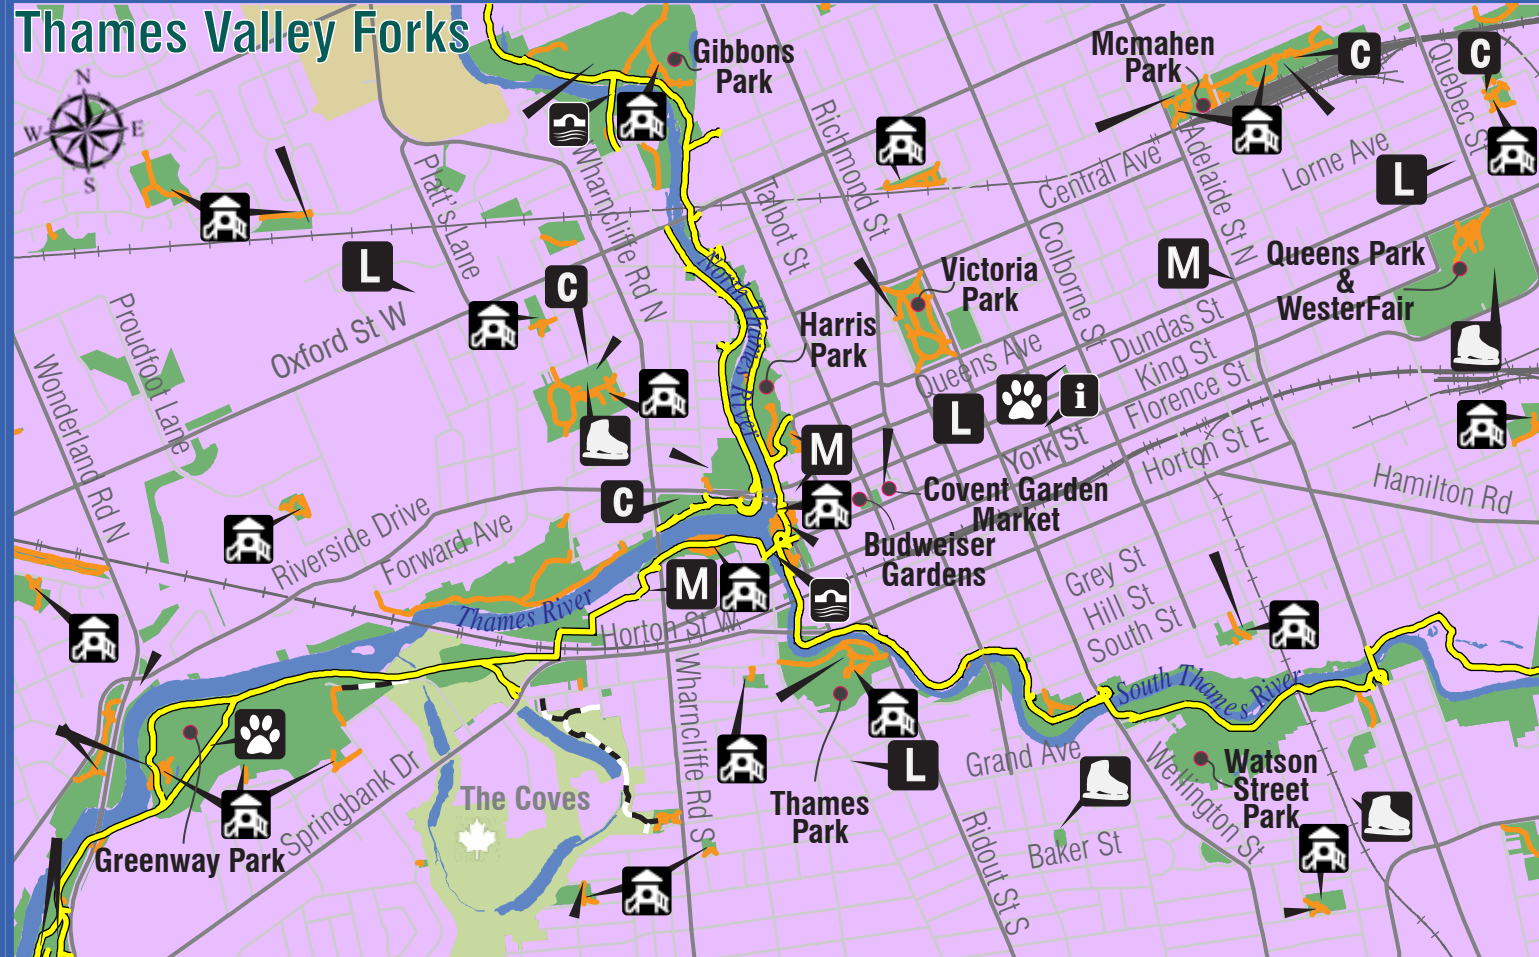 Thames Valley Forks
N
W
E
S
Gibbons
Park
Mcmahen
Park
C
C
Quebec St
Richmond St
Adelaide St N
Central Ave
Lorne Ave
L
Platt's Lane
Wharncliffe Rd N
Talbot St
Colborne St
L
C
M
Queens Park
&
WesterFair
Victoria
Park
North Thames River
Harris
Park
Oxford St W
Proudfoot Lane
Wonderland Rd N
Dundas St
King St
Florence St
Queens Ave
L
i
York St
Horton St E
Hamilton Rd
M
C
Covent Garden
Market
Budweiser
Gardens
Riverside Drive
Forward Ave
Thames River
M
Horton St W
Grey St
Hill St
South St
South Thames River
Wharncliffe Rd S
L
Grand Ave
Wellington St
Watson
Street
Park
Thames
Park
The Coves
Springbank Dr
Greenway Park
Ridout St S
Baker St